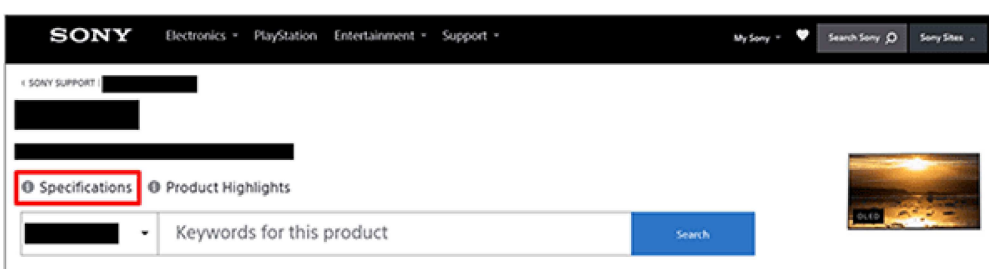 SONY Electronics PlayStation Entertainment Support My Sony Search Sony Sony Sites
< SONY SUPPORT |
Specifications Product Highlights
OLED
Keywords for this product Search